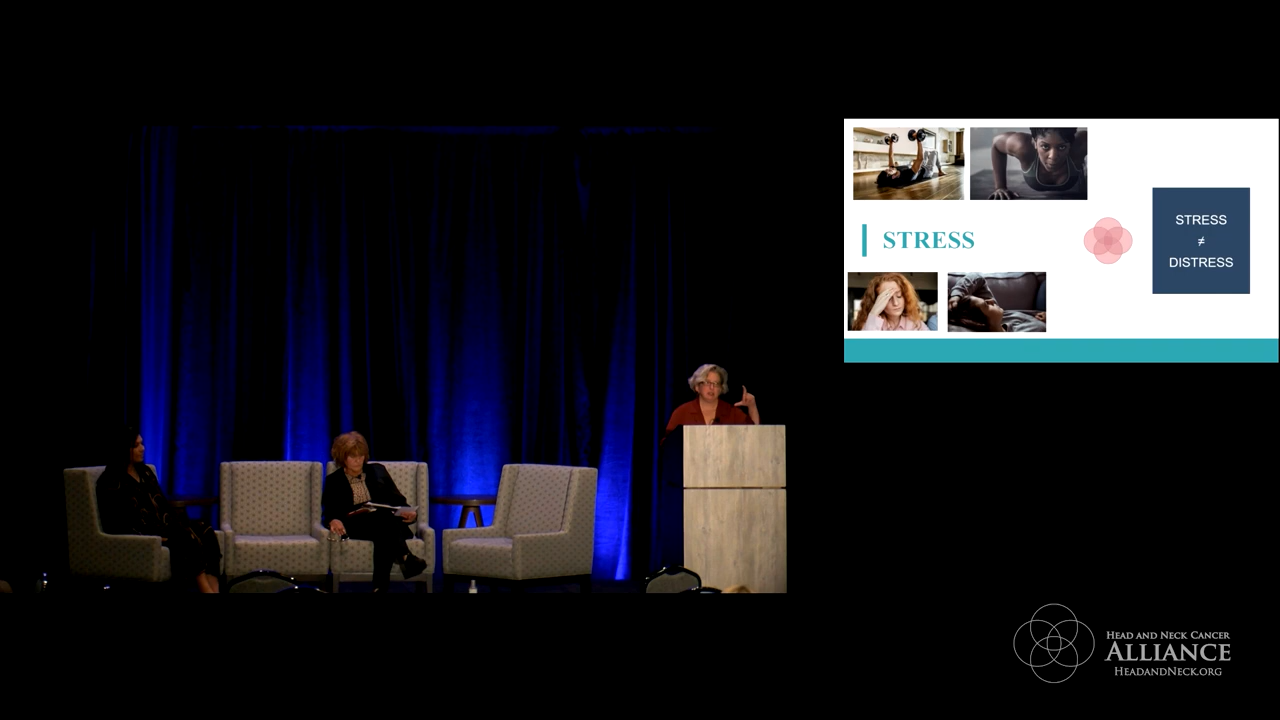 STRESS
STRESS
≠
DISTRESS
HEAD AND NECK CANCER
ALLIANCE
HEADANDNECK.ORG